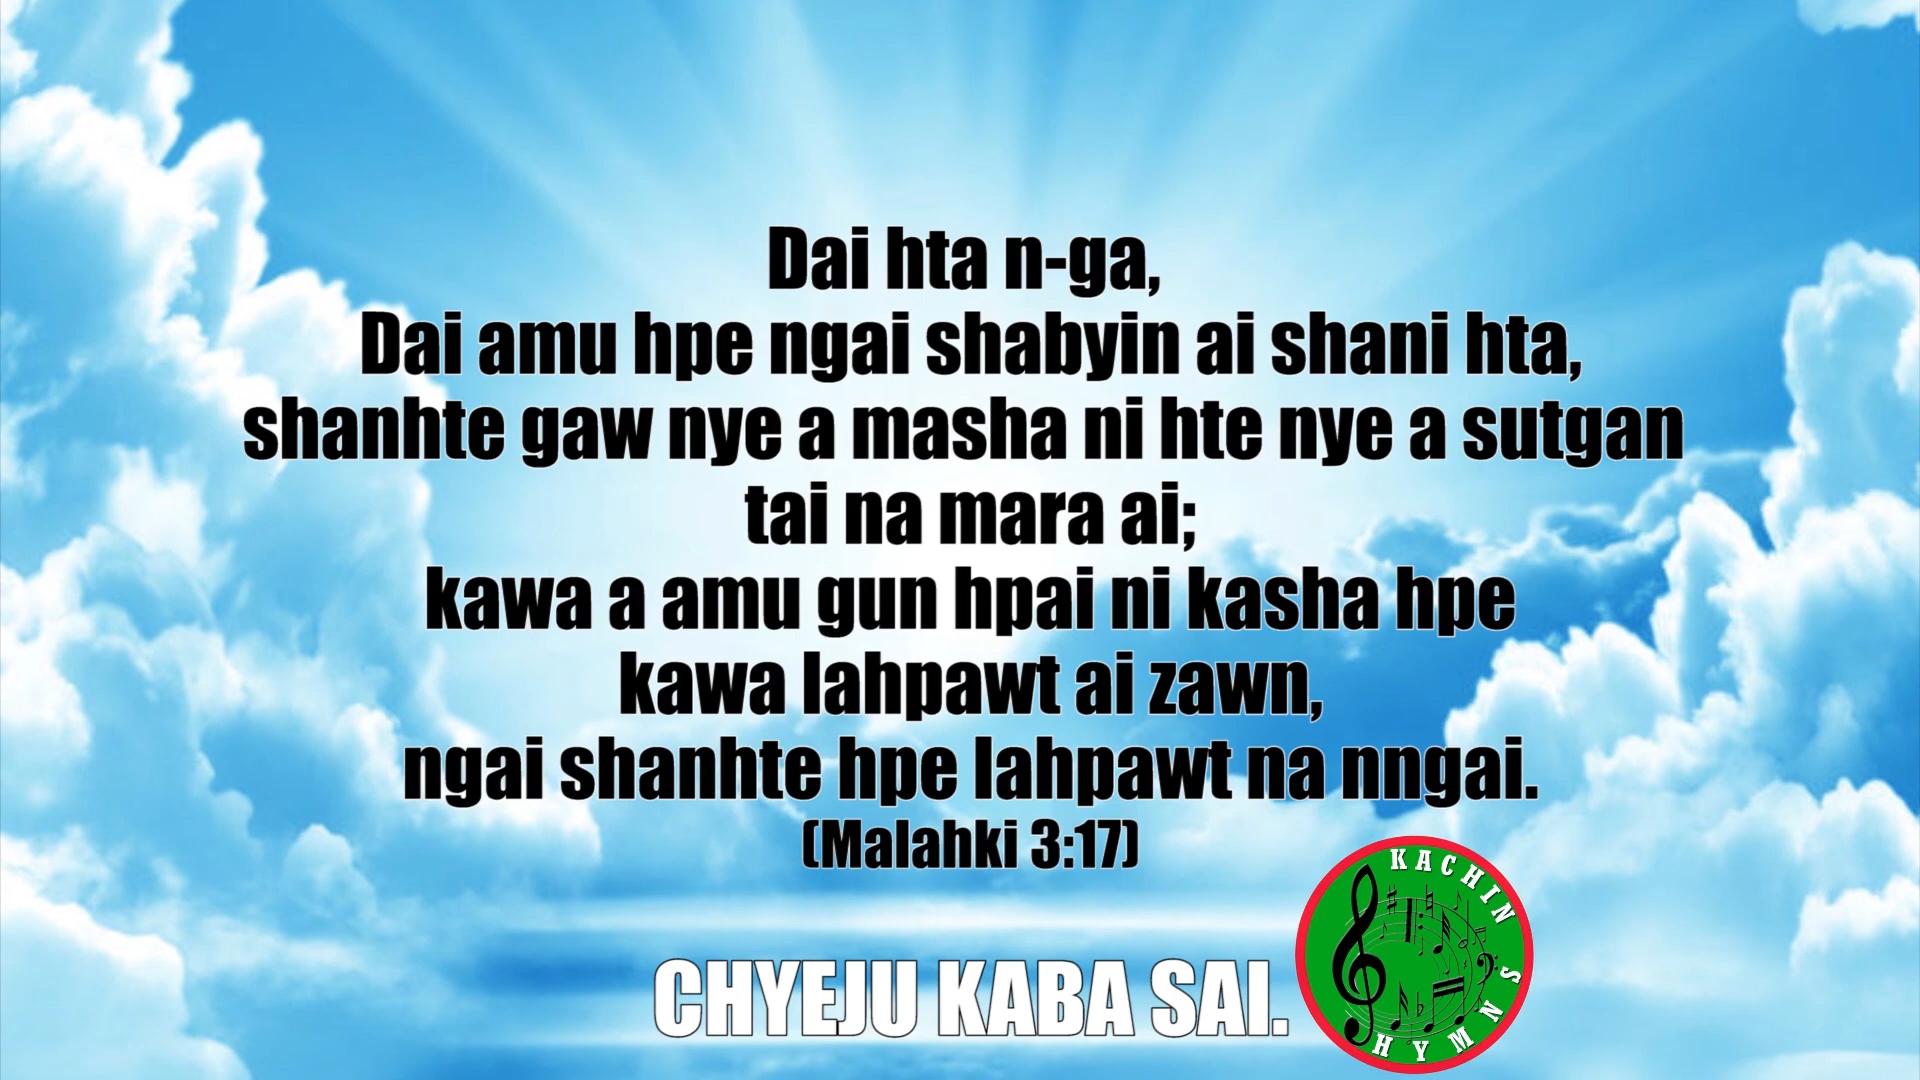 Dai hta n-ga,
Dai amu hpe ngai shabyin ai shani hta,
shanhte gaw nye a masha ni hte nye a sutgan
tai na mara ai;
kawa a amu gun hpai ni kasha hpe
kawa lahpawt ai zawn,
ngai shanhte hpe lahpawt na nngai.
(Malahki 3:17)
CHYEJU KABA SAI.
KACHIN
HYMNS